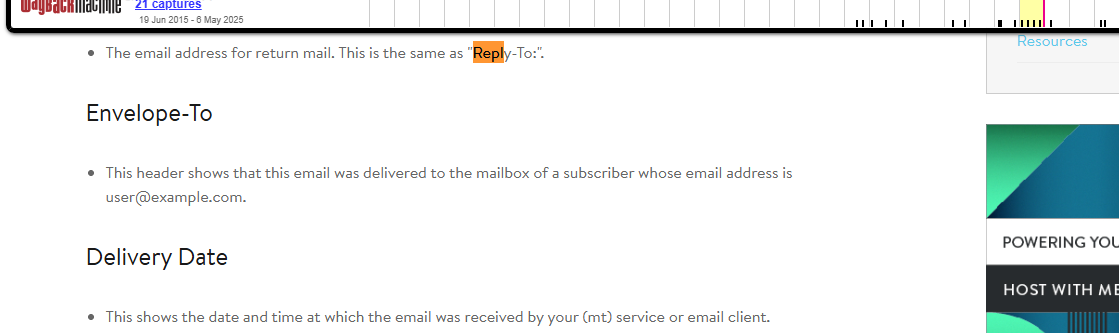 WaybackMachine
21 captures
19 Jun 2015 - 6 May 2025
The email address for return mail. This is the same as "Reply-To:".
Resources
Envelope-To
This header shows that this email was delivered to the mailbox of a subscriber whose email address is
user@example.com.
POWERING YOU
Delivery Date
HOST WITH ME
This shows the date and time at which the email was received by your (mt) service or email client.